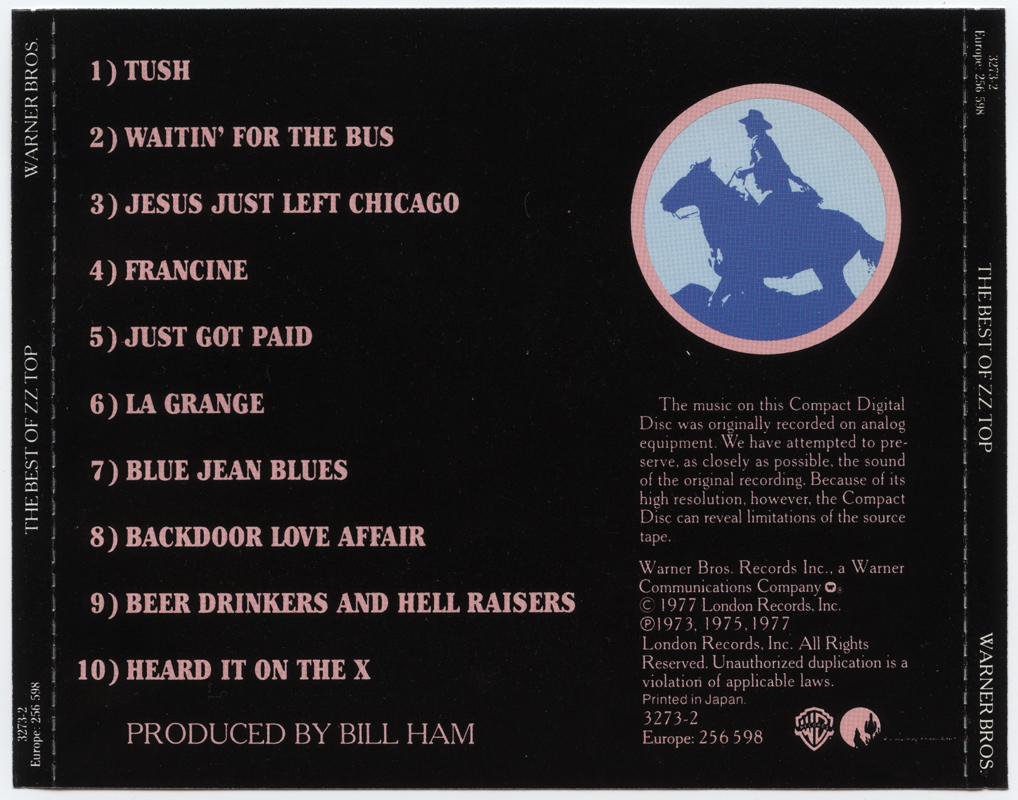 WARNER BROS.
THE BEST OF ZZ TOP
3273-2
Europe: 256 598
1) TUSH
2) WAITIN' FOR THE BUS
3) JESUS JUST LEFT CHICAGO
4) FRANCINE
5) JUST GOT PAID
6) LA GRANGE
7) BLUE JEAN BLUES
8) BACKDOOR LOVE AFFAIR
9) BEER DRINKERS AND HELL RAISERS
10) HEARD IT ON THE X
PRODUCED BY BILL HAM
The music on this Compact Digital
Disc was originally recorded on analog
equipment. We have attempted to pre-
serve, as closely as possible, the sound
of the original recording. Because of its
high resolution, however, the Compact
Disc can reveal limitations of the source
tape.
Warner Bros. Records Inc., a Warner
Communications Company
© 1977 London Records, Inc.
℗1973, 1975, 1977
London Records, Inc. All Rights
Reserved. Unauthorized duplication is a
violation of applicable laws.
Printed in Japan.
3273-2
Europe: 256 598
3273-2
Europe: 256 598
THE BEST OF ZZ TOP
WARNER BROS.